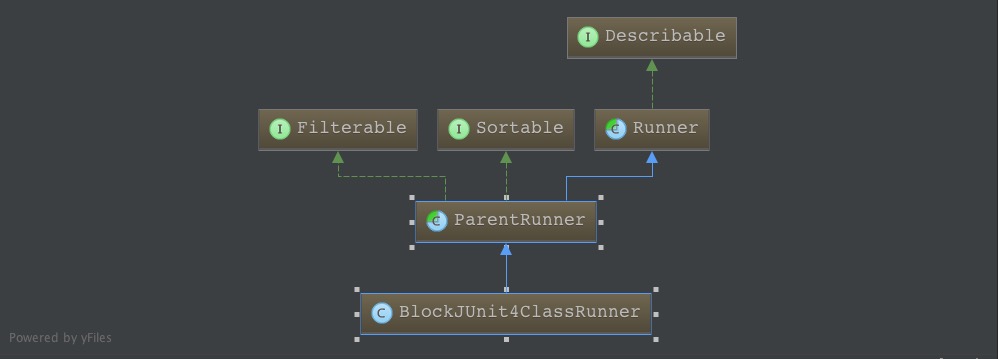 I Describable
I Filterable
I Sortable
C Runner
C ParentRunner
C BlockJUnit4ClassRunner
Powered by yFiles